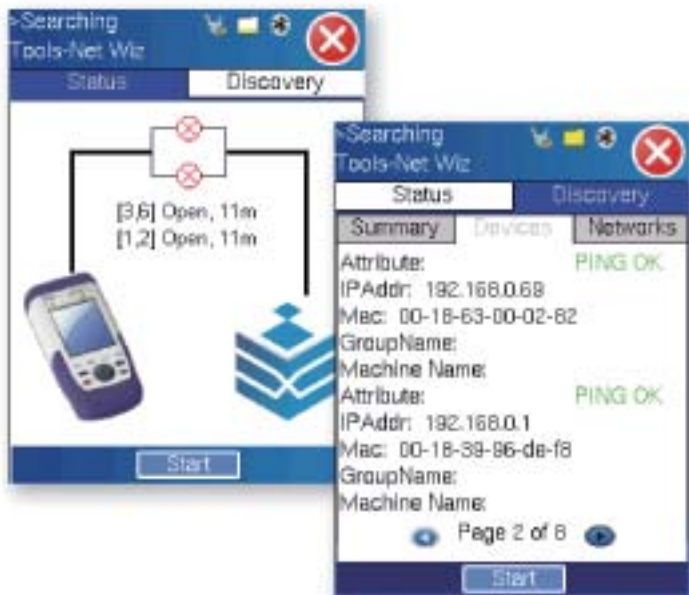 >Searching
Tools-Net Wiz
Status Discovery
[3,6] Open, 11m
[1,2] Open, 11m
Start
>Searching
Tools-Net Wiz
Status Discovery
Summary Devices Networks
Attribute: PING OK
IPAddr: 192.168.0.69
Mac: 00-18-63-00-02-82
GroupName:
Machine Name:
Attribute: PING OK
IPAddr: 192.168.0.1
Mac: 00-18-39-96-de-f8
GroupName:
Machine Name:
Page 2 of 8
Start